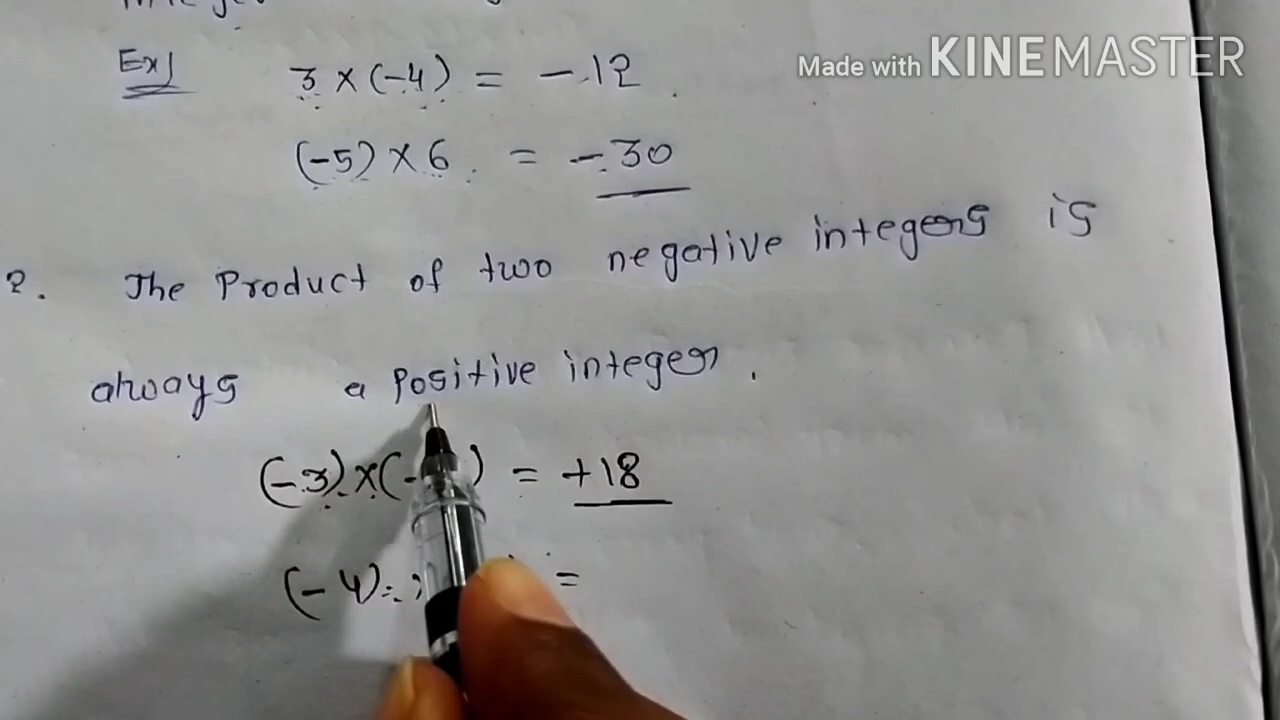 Made with KINEMASTER
Ex)
3 × (-4) = -12
(-5) × 6 = -30
2. The Product of two negative integers is
always a Positive integer.
(-3) × (- ) = +18
(-4) =